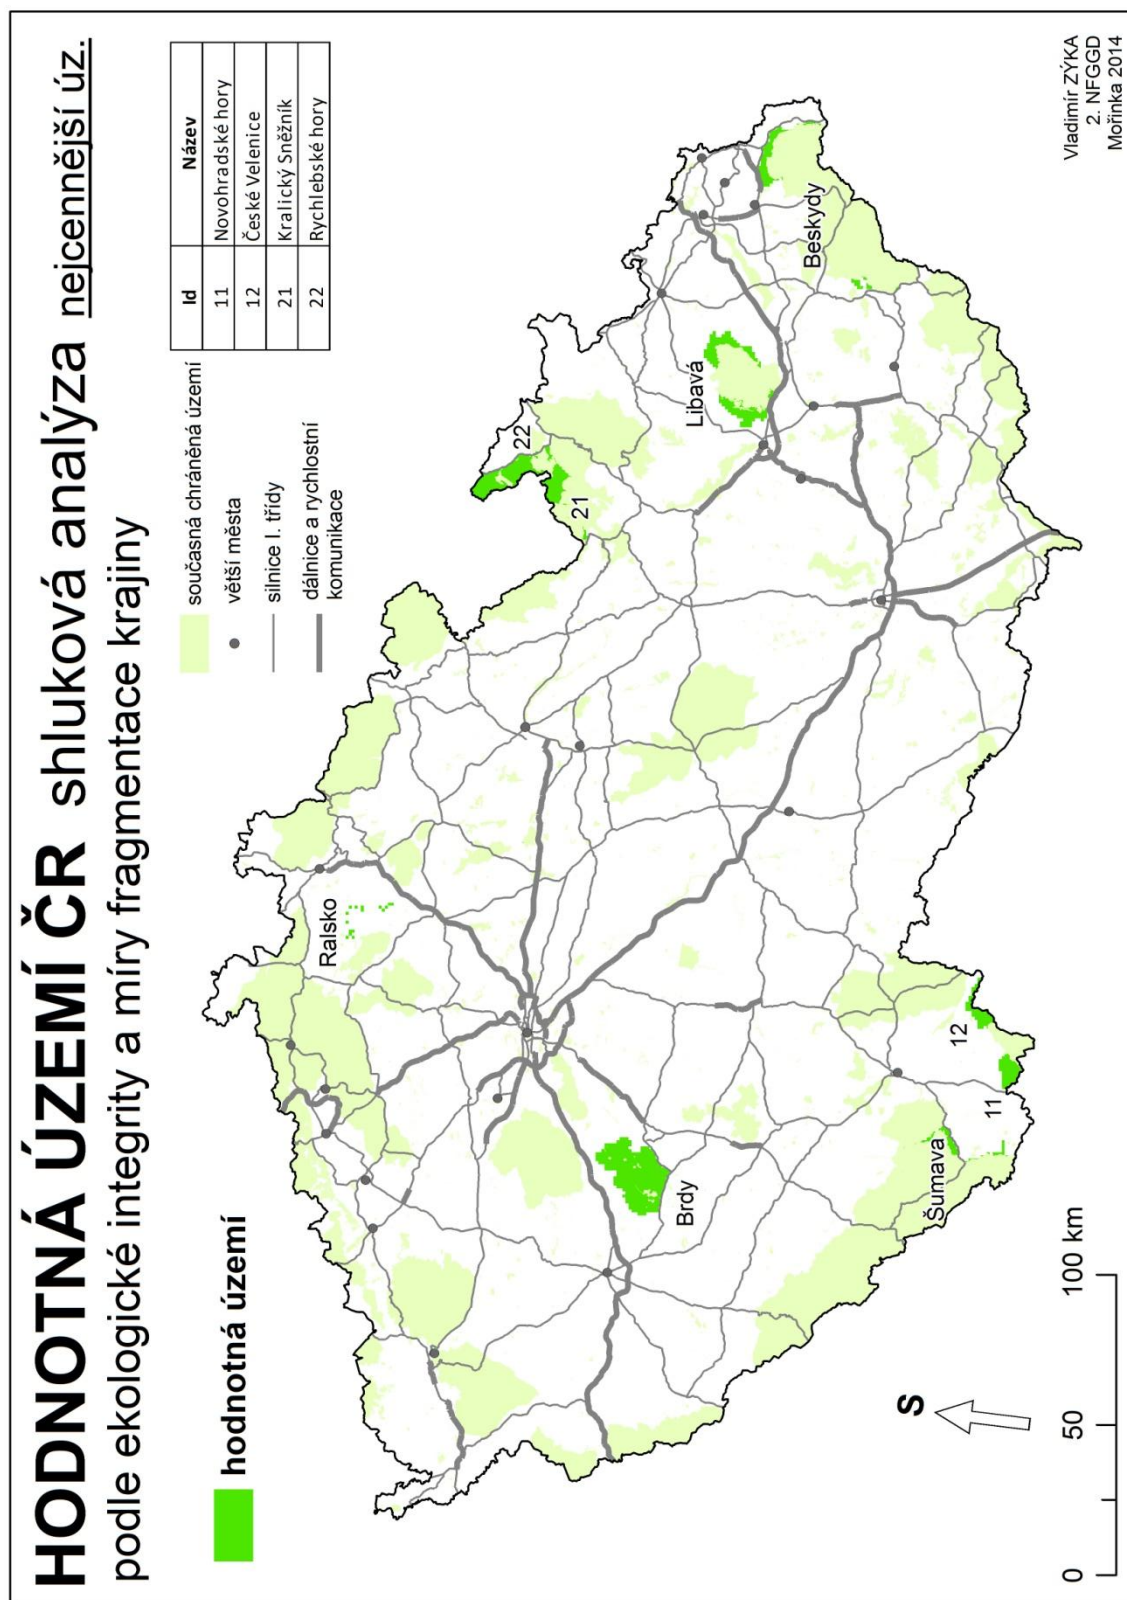 HODNOTNÁ ÚZEMÍ ČR shluková analýza nejcennější úz.
podle ekologické integrity a míry fragmentace krajiny
hodnotná území
současná chráněná území
větší města
silnice I. třídy
dálnice a rychlostní
komunikace
Id Název
11 Novohradské hory
12 České Velenice
21 Kralický Sněžník
22 Rychlebské hory
Ralsko
22
21
Libavá
Beskydy
Brdy
Šumava
12
11
S
0 50 100 km
Vladimír ZÝKA
2. NFGGD
Mořinka 2014